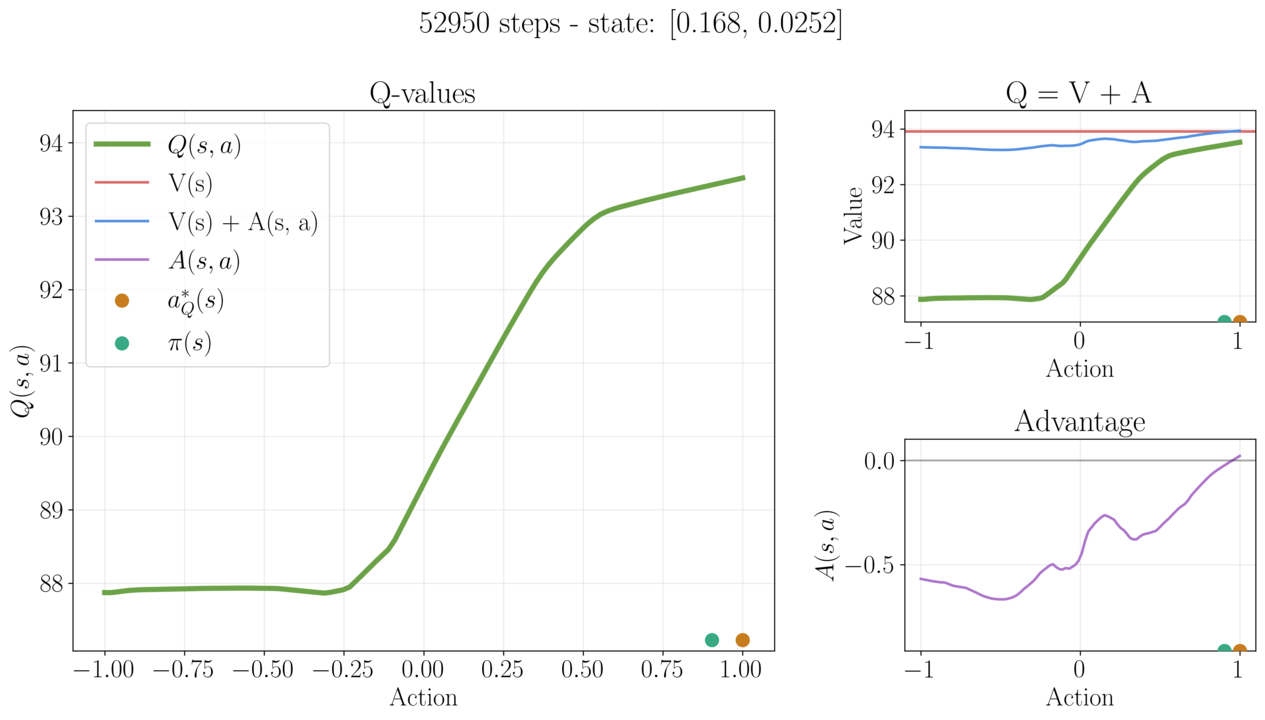 52950 steps - state: [0.168, 0.0252]
Q-values
Q(s, a)
94
93
92
91
90
89
88
−1.00
−0.75
−0.50
−0.25
0.00
0.25
0.50
0.75
1.00
Action
Q(s, a)
V(s)
V(s) + A(s, a)
A(s, a)
a*Q(s)
π(s)
Q = V + A
Value
94
92
90
88
−1
0
1
Action
Advantage
A(s, a)
0.0
−0.5
−1
0
1
Action